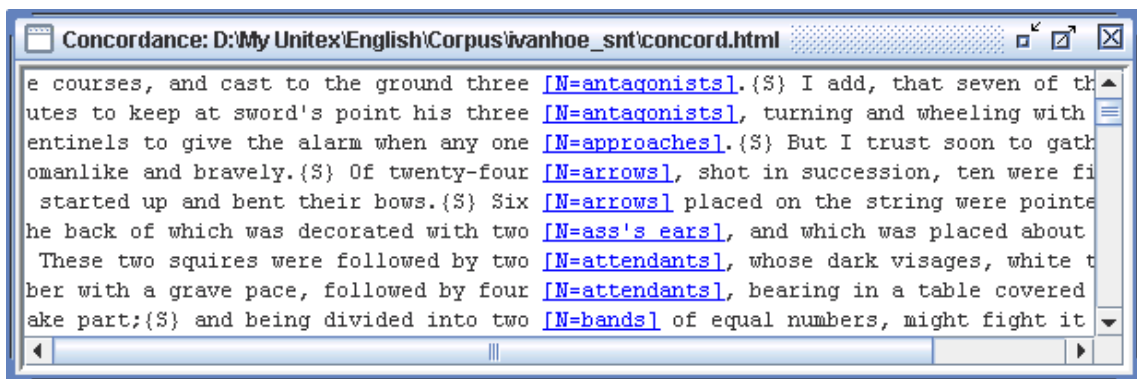 Concordance: D:\My Unitex\English\Corpus\ivanhoe_snt\concord.html
e courses, and cast to the ground three [N=antagonists].{S} I add, that seven of th
utes to keep at sword's point his three [N=antagonists], turning and wheeling with
entinels to give the alarm when any one [N=approaches].{S} But I trust soon to gath
omanlike and bravely.{S} Of twenty-four [N=arrows], shot in succession, ten were fi
started up and bent their bows.{S} Six [N=arrows] placed on the string were pointe
he back of which was decorated with two [N=ass's ears], and which was placed about
These two squires were followed by two [N=attendants], whose dark visages, white t
ber with a grave pace, followed by four [N=attendants], bearing in a table covered
ake part;{S} and being divided into two [N=bands] of equal numbers, might fight it